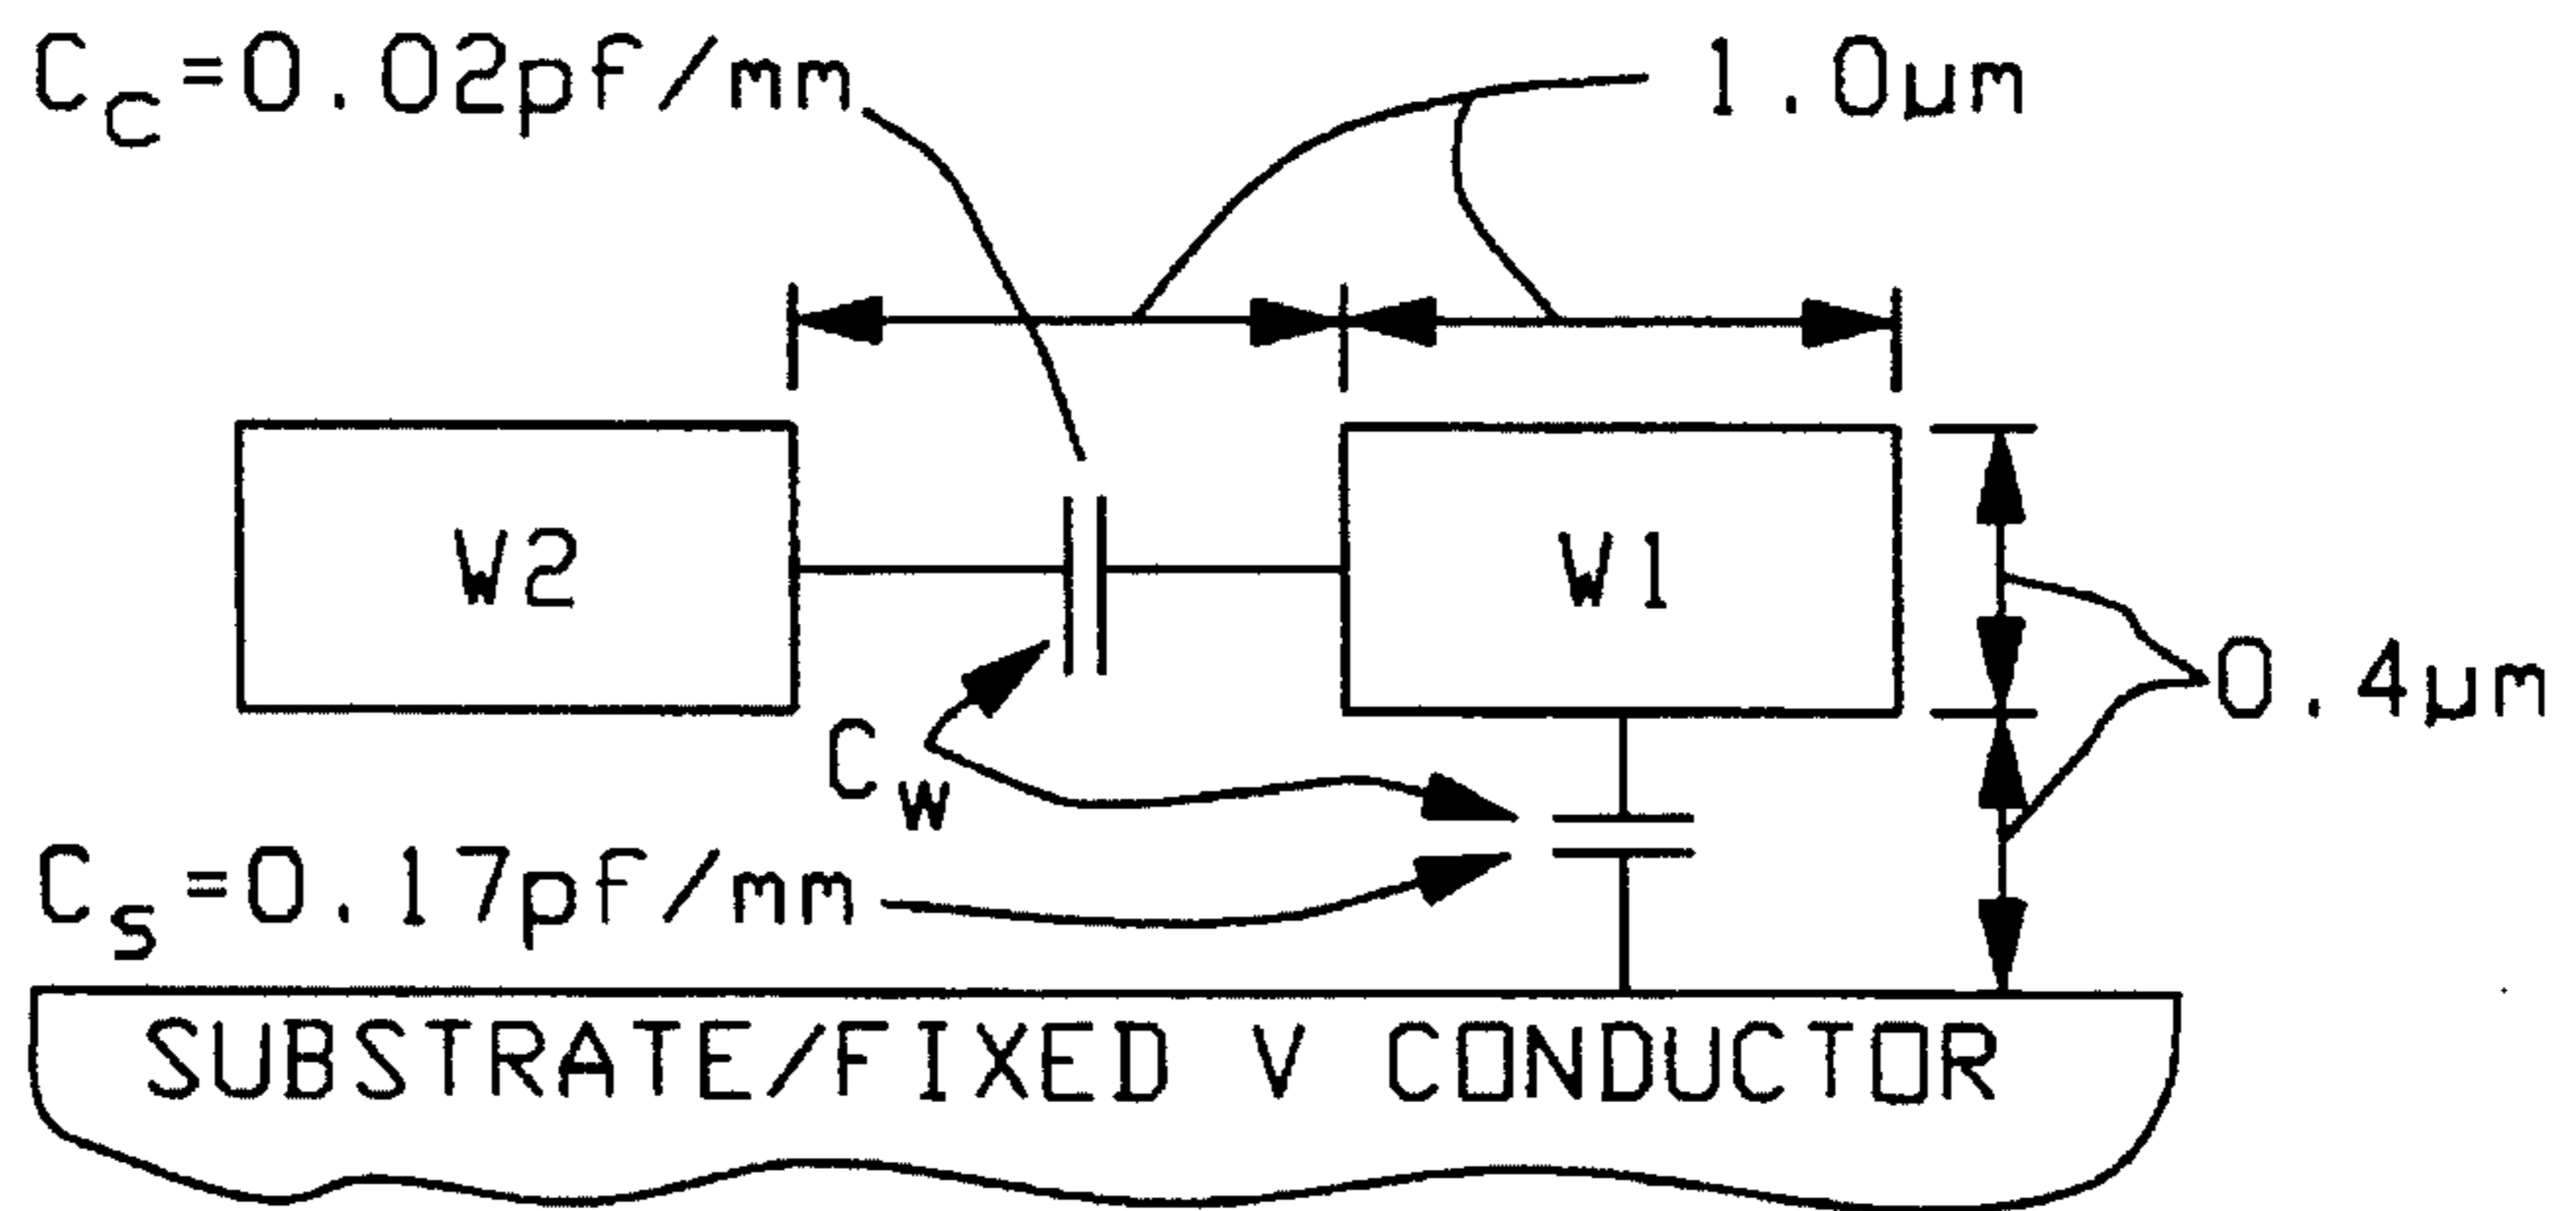 C_C=0.02pf/mm
1.0µm
W2
W1
0.4µm
C_W
C_S=0.17pf/mm
SUBSTRATE/FIXED V CONDUCTOR